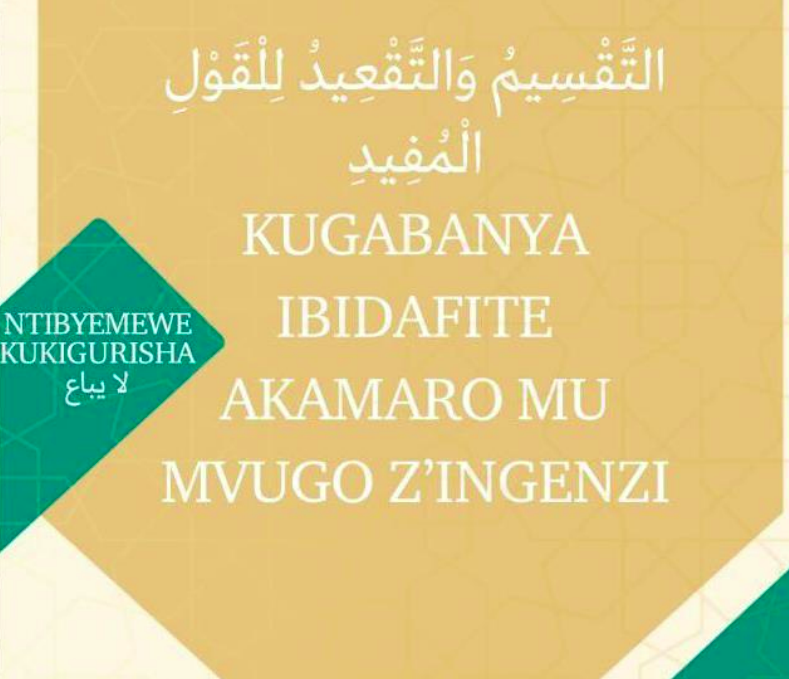 التَّقْسِيمُ وَالتَّقْعِيدُ لِلْقَوْلِ
الْمُفِيدِ
KUGABANYA
IBIDAFITE
AKAMARO MU
MVUGO Z’INGENZI
NTIBYEMEWE
KUKIGURISHA
لا يباع